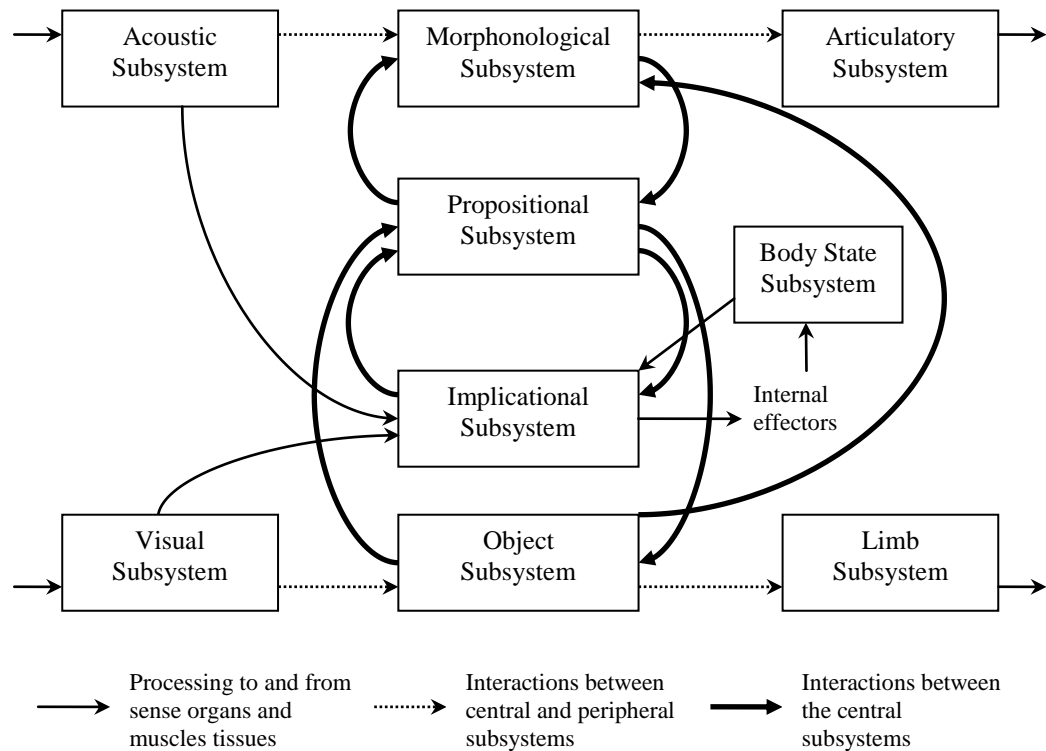 Acoustic
Subsystem
Morphonological
Subsystem
Articulatory
Subsystem
Propositional
Subsystem
Body State
Subsystem
Implicational
Subsystem
Internal
effectors
Visual
Subsystem
Object
Subsystem
Limb
Subsystem
Processing to and from
sense organs and
muscles tissues
Interactions between
central and peripheral
subsystems
Interactions between
the central
subsystems